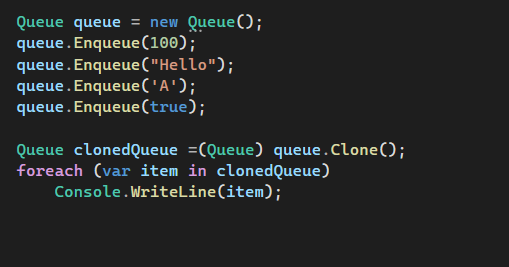 Queue queue = new Queue();
queue.Enqueue(100);
queue.Enqueue("Hello");
queue.Enqueue('A');
queue.Enqueue(true);

Queue clonedQueue =(Queue) queue.Clone();
foreach (var item in clonedQueue)
    Console.WriteLine(item);